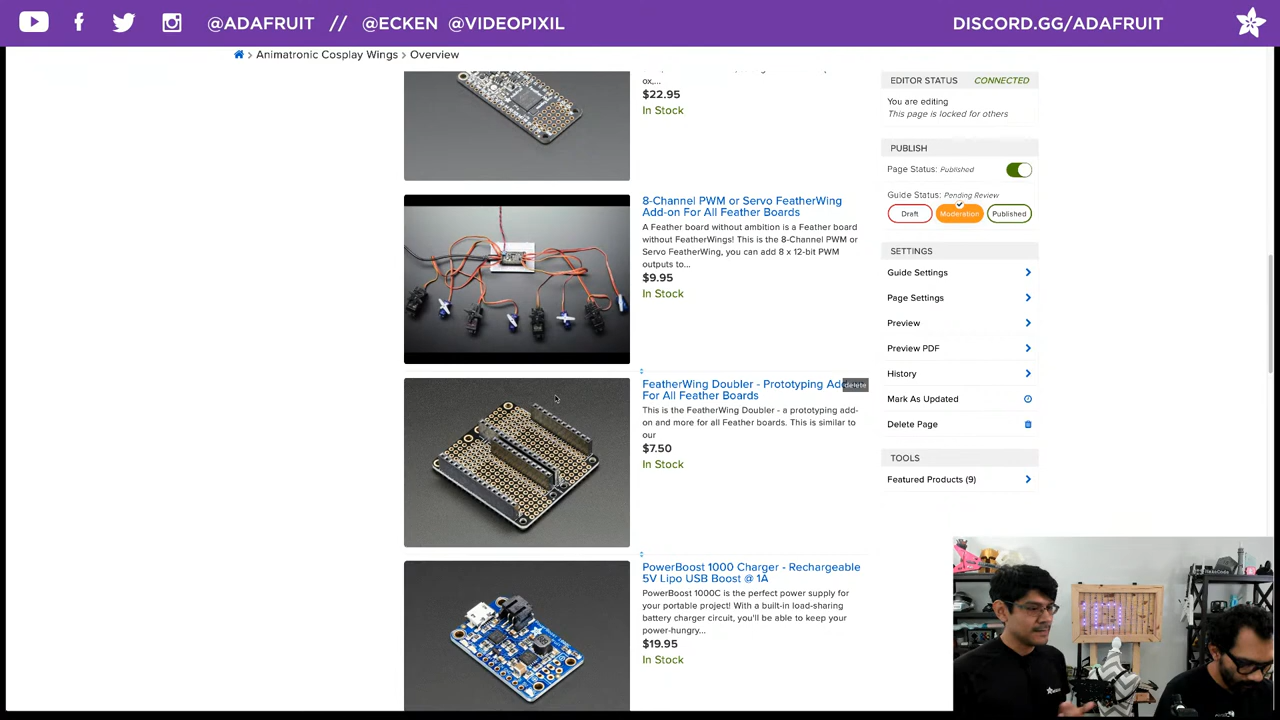 @ADAFRUIT // @ECKEN @VIDEOPIXIL
DISCORD.GG/ADAFRUIT
Animatronic Cosplay Wings > Overview
ox,...
$22.95
In Stock
8-Channel PWM or Servo FeatherWing
Add-on For All Feather Boards
A Feather board without ambition is a Feather board
without FeatherWings! This is the 8-Channel PWM or
Servo FeatherWing, you can add 8 x 12-bit PWM
outputs to...
$9.95
In Stock
FeatherWing Doubler - Prototyping Add
delete
For All Feather Boards
This is the FeatherWing Doubler - a prototyping add-
on and more for all Feather boards. This is similar to
our
$7.50
In Stock
PowerBoost 1000 Charger - Rechargeable
5V Lipo USB Boost @ 1A
PowerBoost 1000C is the perfect power supply for
your portable project! With a built-in load-sharing
battery charger circuit, you'll be able to keep your
power-hungry...
$19.95
In Stock
EDITOR STATUS CONNECTED
You are editing
This page is locked for others
PUBLISH
Page Status: Published
Guide Status: Pending Review
Draft Moderation Published
SETTINGS
Guide Settings
Page Settings
Preview
Preview PDF
History
Mark As Updated
Delete Page
TOOLS
Featured Products (9)